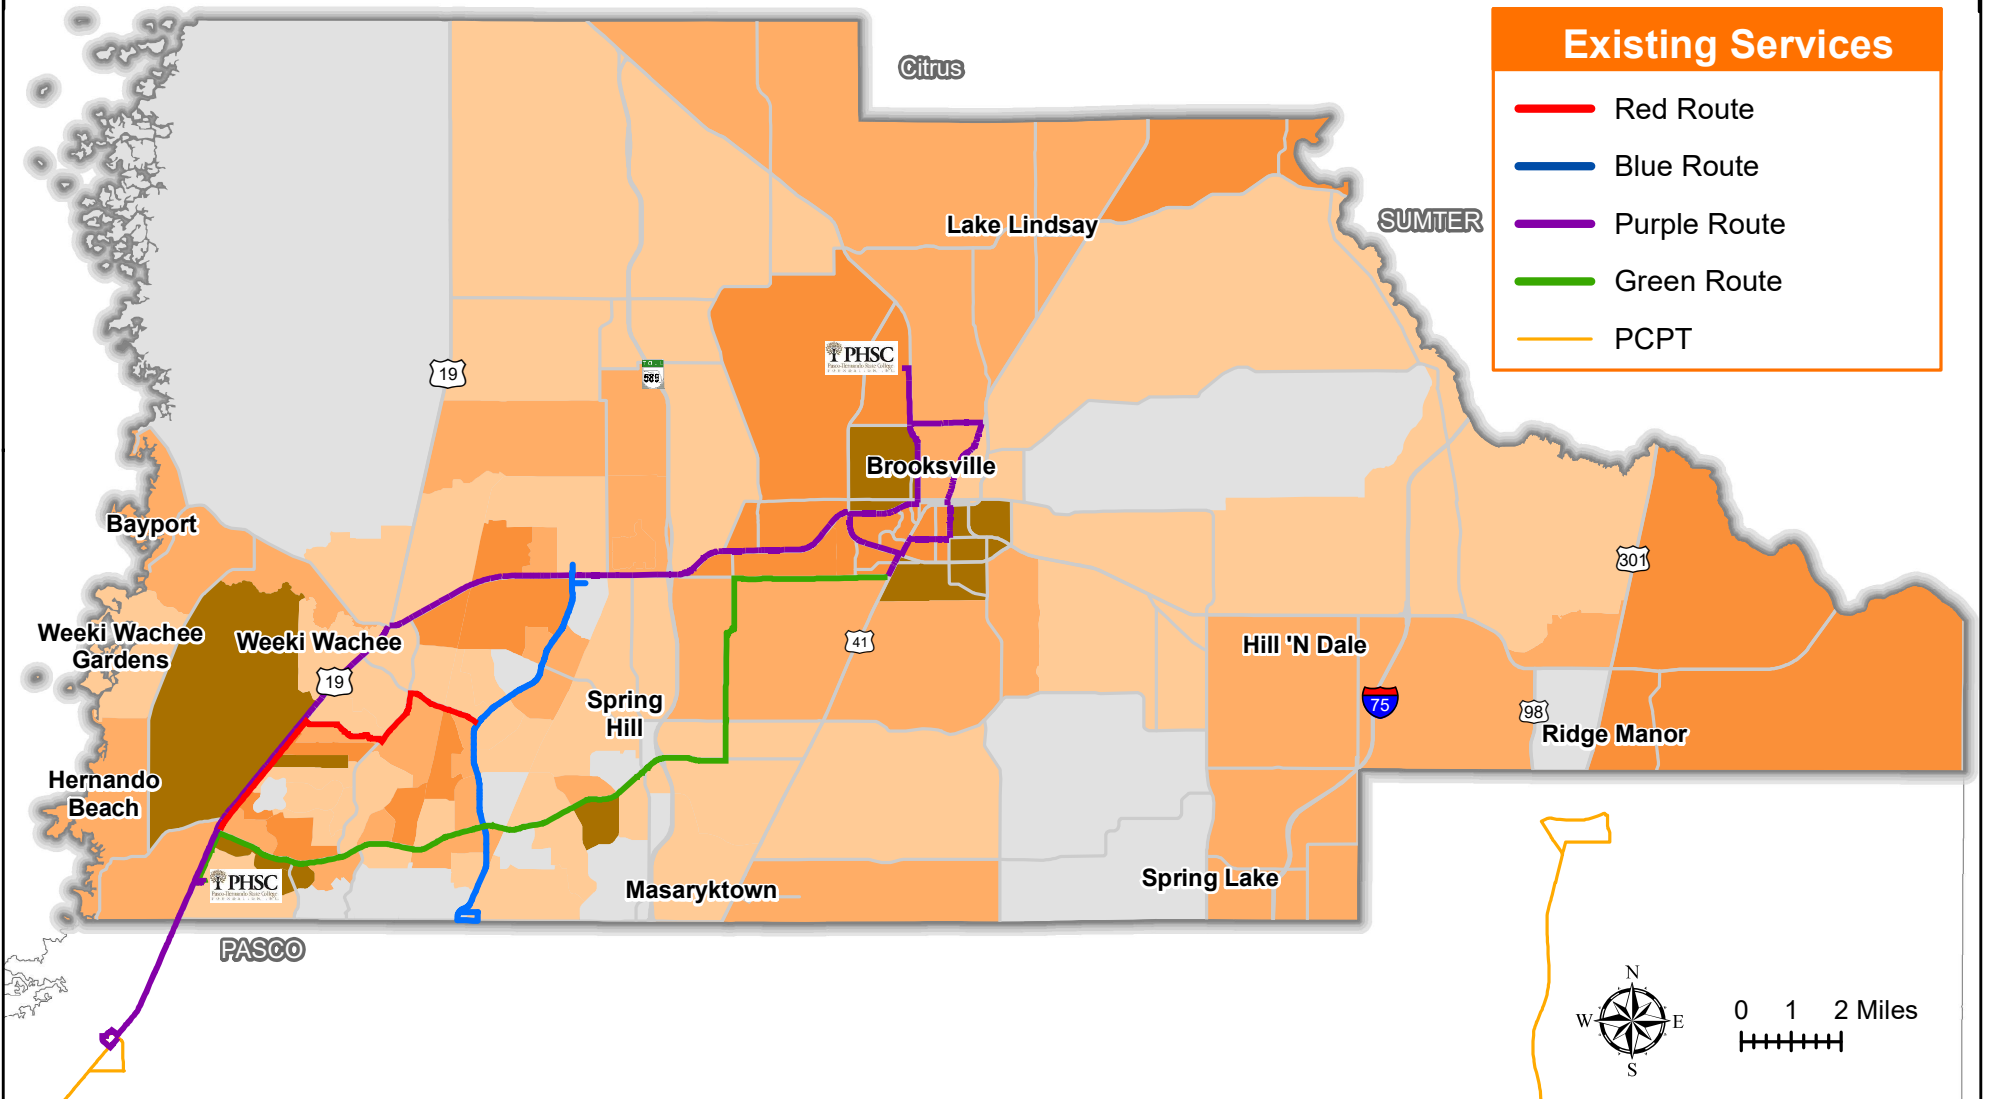 Existing Services
Red Route
Blue Route
Purple Route
Green Route
PCPT
Citrus
SUMTER
Lake Lindsay
PHSC
19
589
Brooksville
Bayport
301
Weeki Wachee
Gardens
Weeki Wachee
41
Hill 'N Dale
19
Spring
Hill
75
98
Ridge Manor
Hernando
Beach
PHSC
Masaryktown
Spring Lake
PASCO
N
W
E
S
0 1 2 Miles